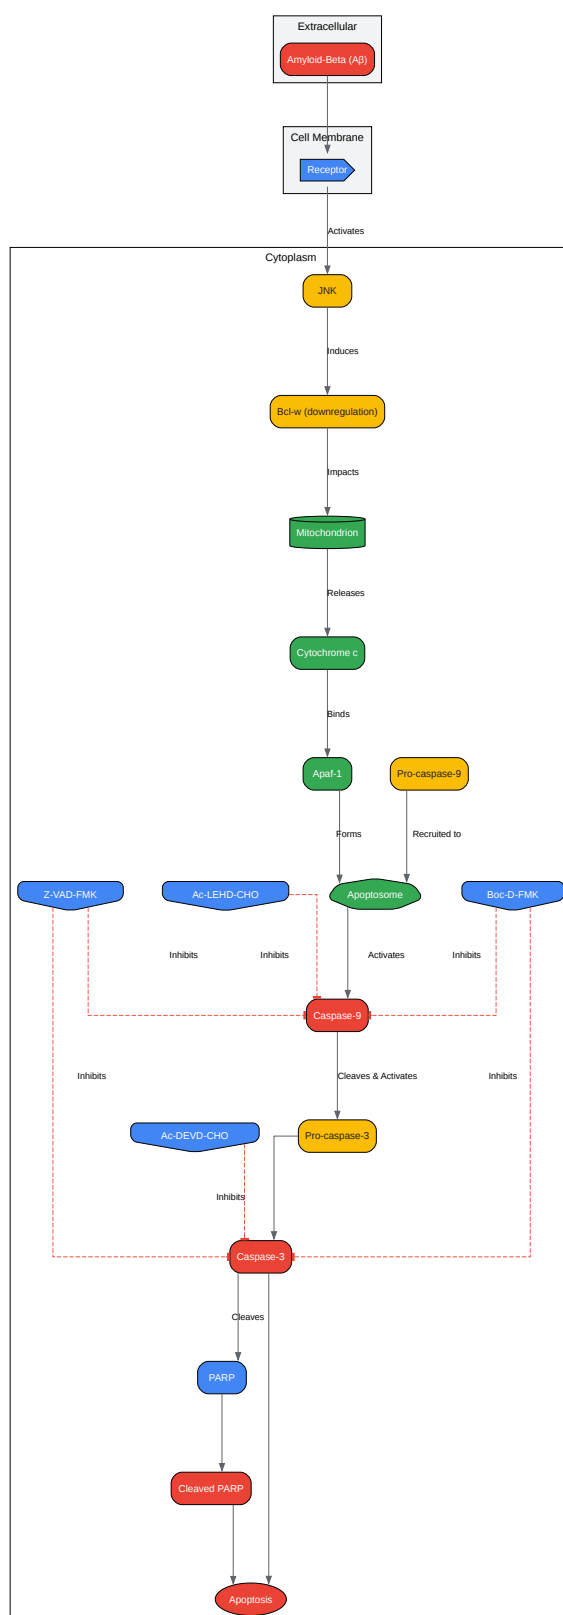 Extracellular
Amyloid-Beta (Aβ)
Cell Membrane
Receptor
Activates
Cytoplasm
JNK
Induces
Bcl-w (downregulation)
Impacts
Mitochondrion
Releases
Cytochrome c
Binds
Apaf-1
Pro-caspase-9
Forms
Recruited to
Z-VAD-FMK
Ac-LEHD-CHO
Apoptosome
Boc-D-FMK
Inhibits
Inhibits
Activates
Inhibits
Caspase-9
Inhibits
Cleaves & Activates
Inhibits
Ac-DEVD-CHO
Pro-caspase-3
Inhibits
Caspase-3
Cleaves
PARP
Cleaved PARP
Apoptosis